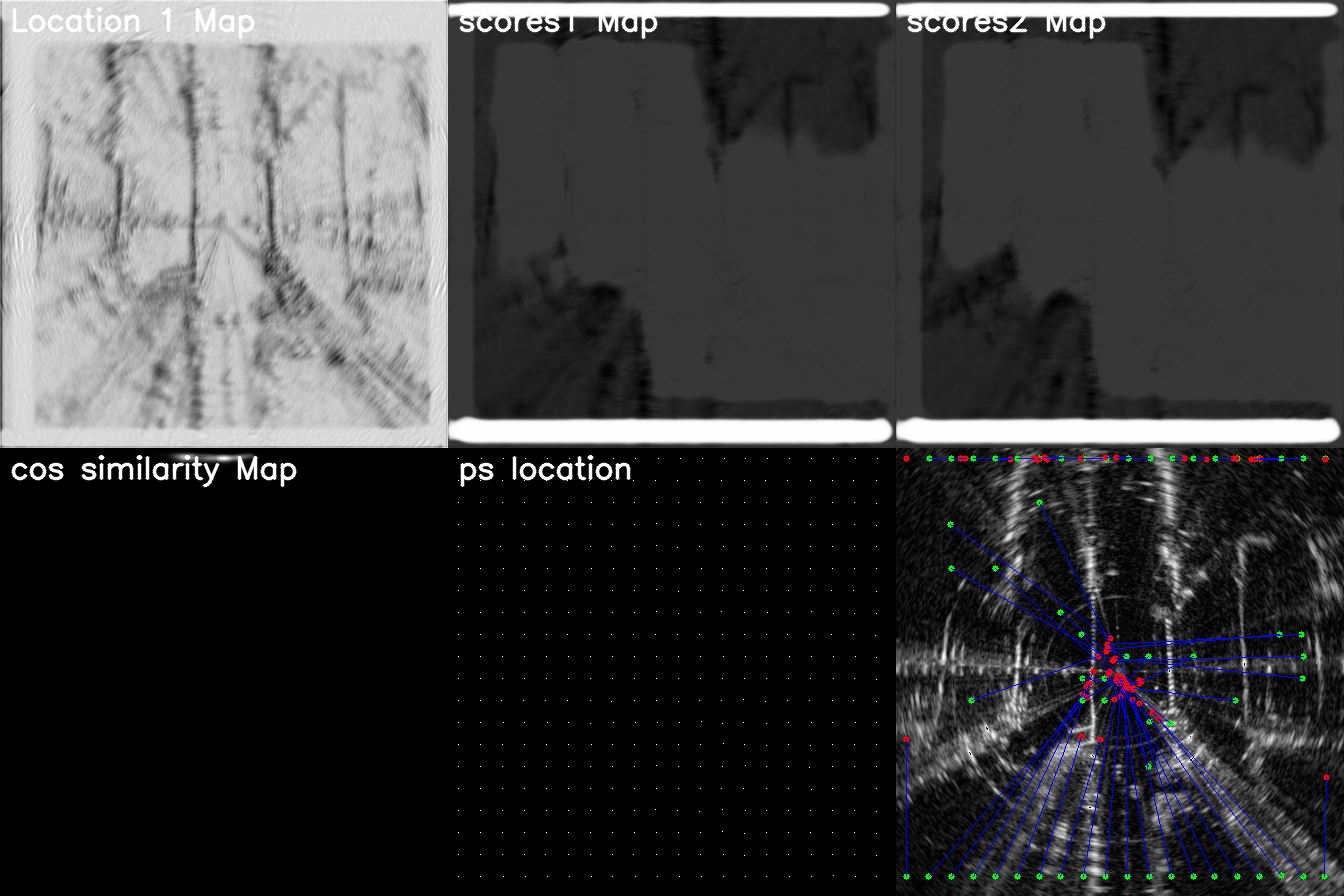 Location 1 Map
scores1 Map
scores2 Map
cos similarity Map
ps location